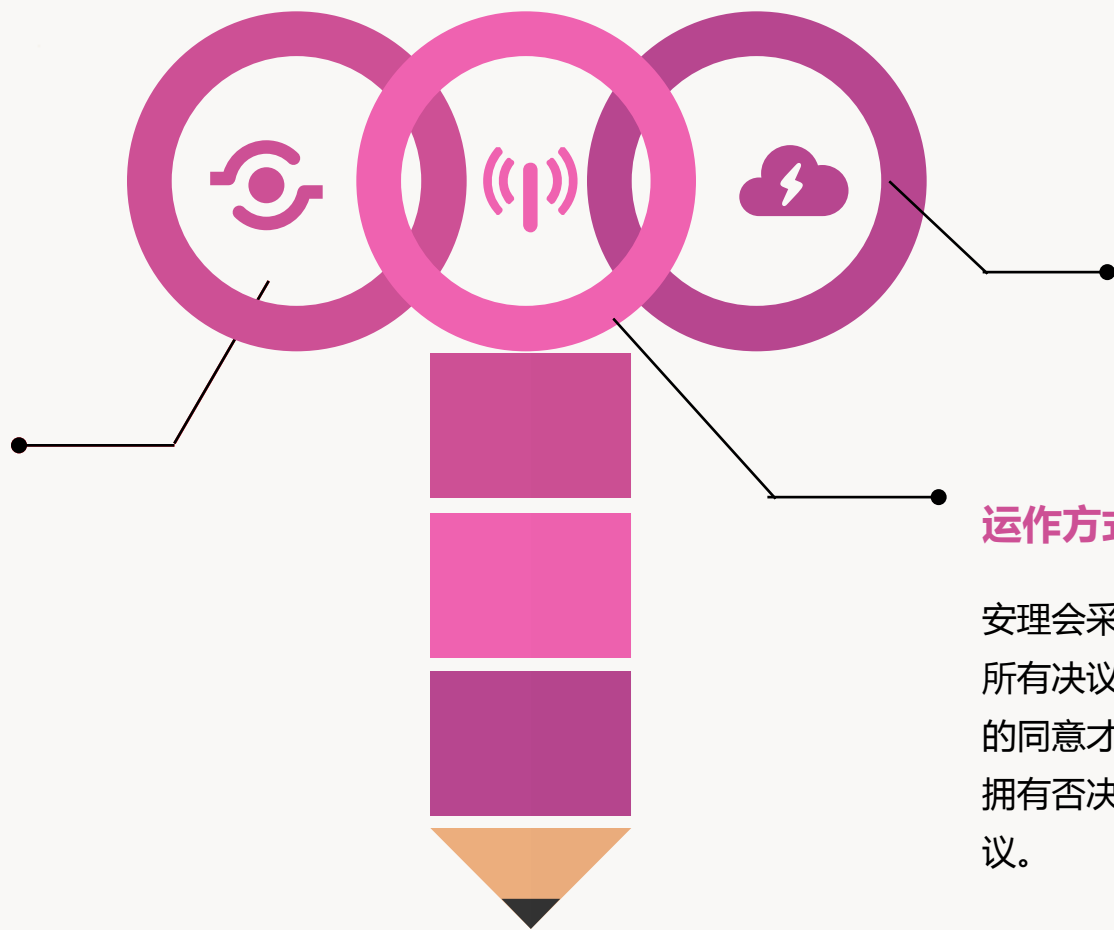 运作方式
安理会采
所有决议
的同意才
拥有否决
议。